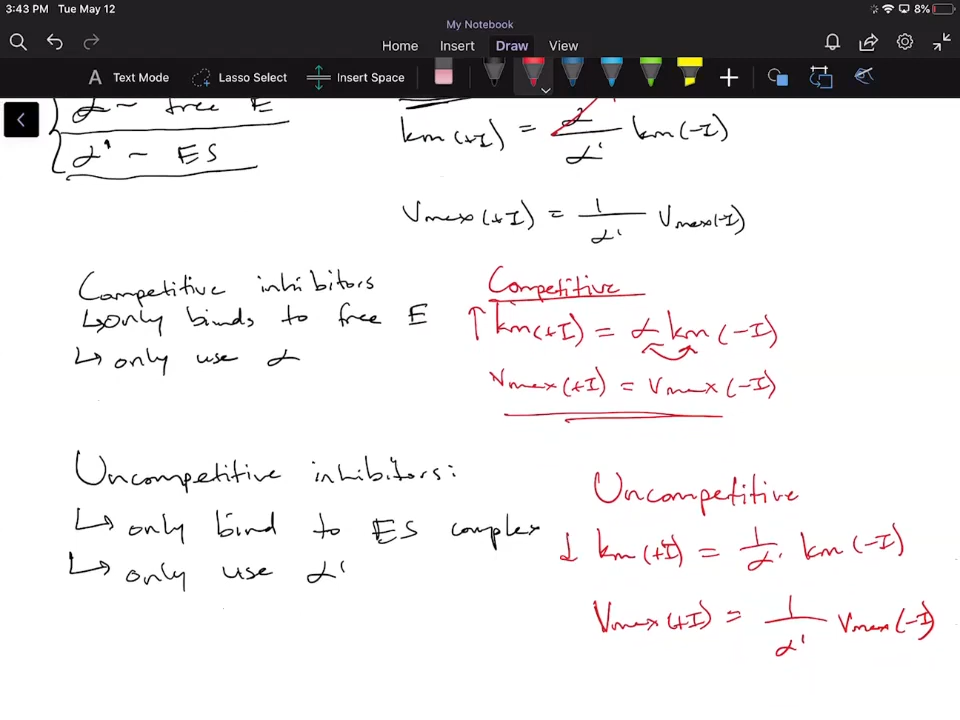 3:43 PM Tue May 12
8%
My Notebook
Home Insert Draw View
Text Mode Lasso Select Insert Space
α ~ free E
α' ~ ES
km(+I) = α/α' km(-I)
Vmax(+I) = 1/α' Vmax(-I)
Competitive inhibitors
↳ only binds to free E
↳ only use α
Competitive
↑ km(+I) = α km(-I)
Vmax(+I) = Vmax(-I)
Uncompetitive inhibitors:
↳ only bind to ES complex
↳ only use α'
Uncompetitive
↓ km(+I) = 1/α' km(-I)
Vmax(+I) = 1/α' Vmax(-I)